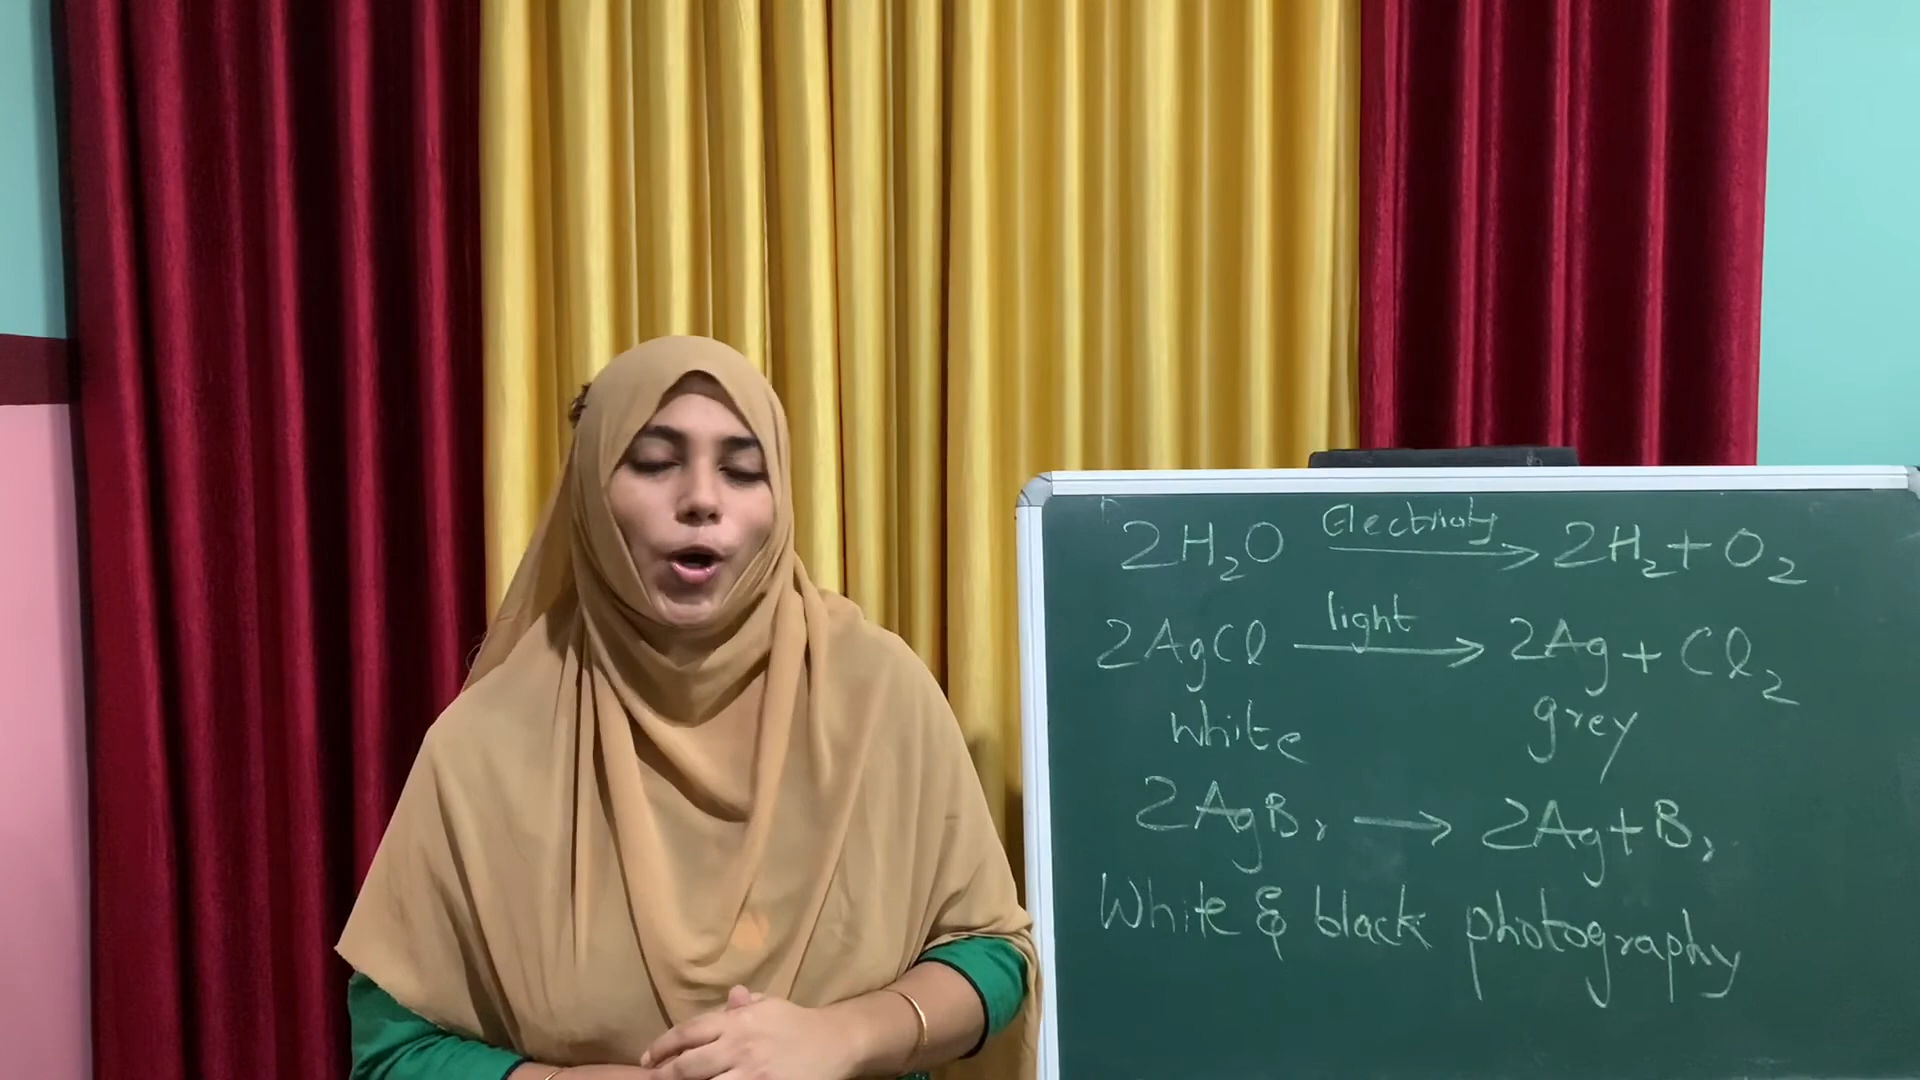 Electricity
2H₂O → 2H₂ + O₂
light
2AgCl → 2Ag + Cl₂
white grey
2AgBr → 2Ag + Br
White & black photography